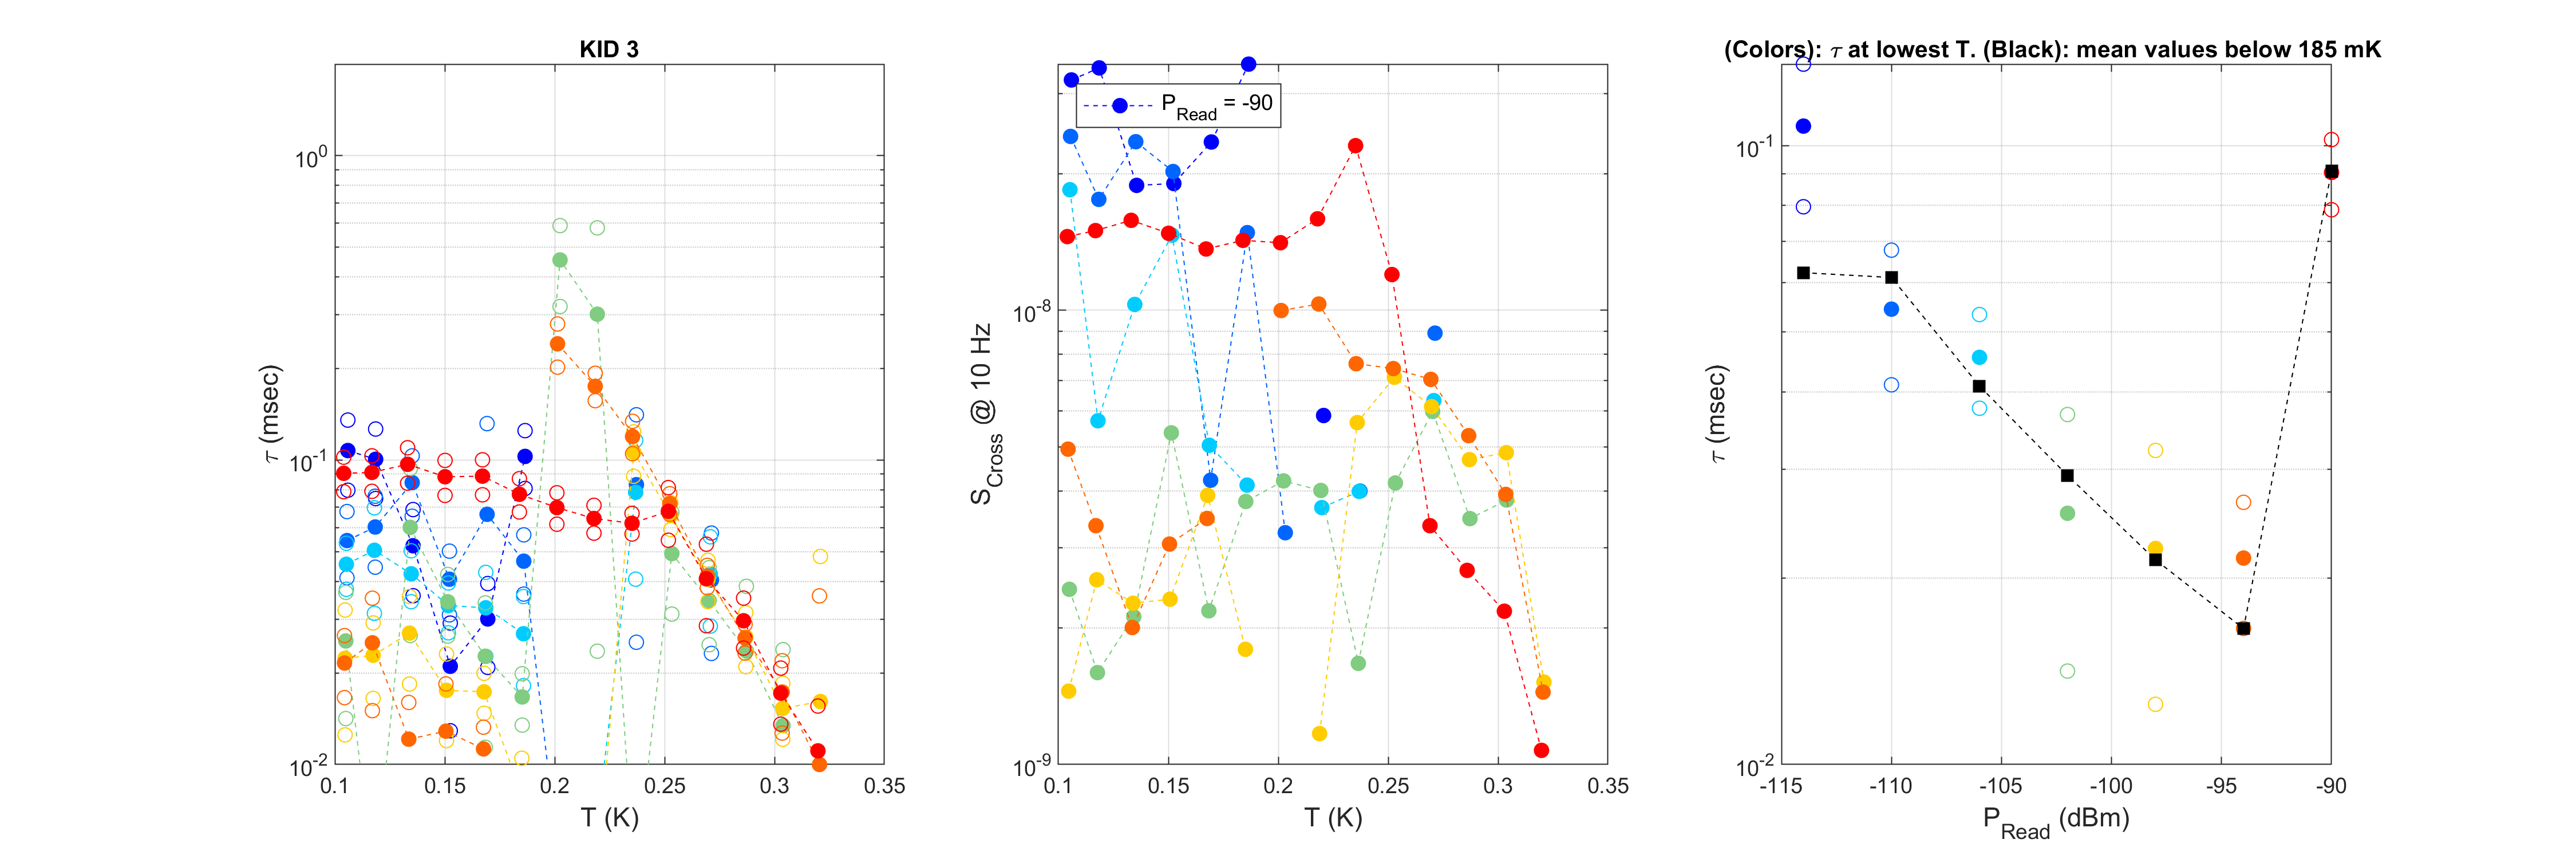 KID 3
10^0
10^-1
10^-2
τ (msec)
0.1 0.15 0.2 0.25 0.3 0.35
T (K)
P_Read = -90
10^-8
10^-9
S_Cross @ 10 Hz
0.1 0.15 0.2 0.25 0.3 0.35
T (K)
(Colors): τ at lowest T. (Black): mean values below 185 mK
10^-1
10^-2
τ (msec)
-115 -110 -105 -100 -95 -90
P_Read (dBm)